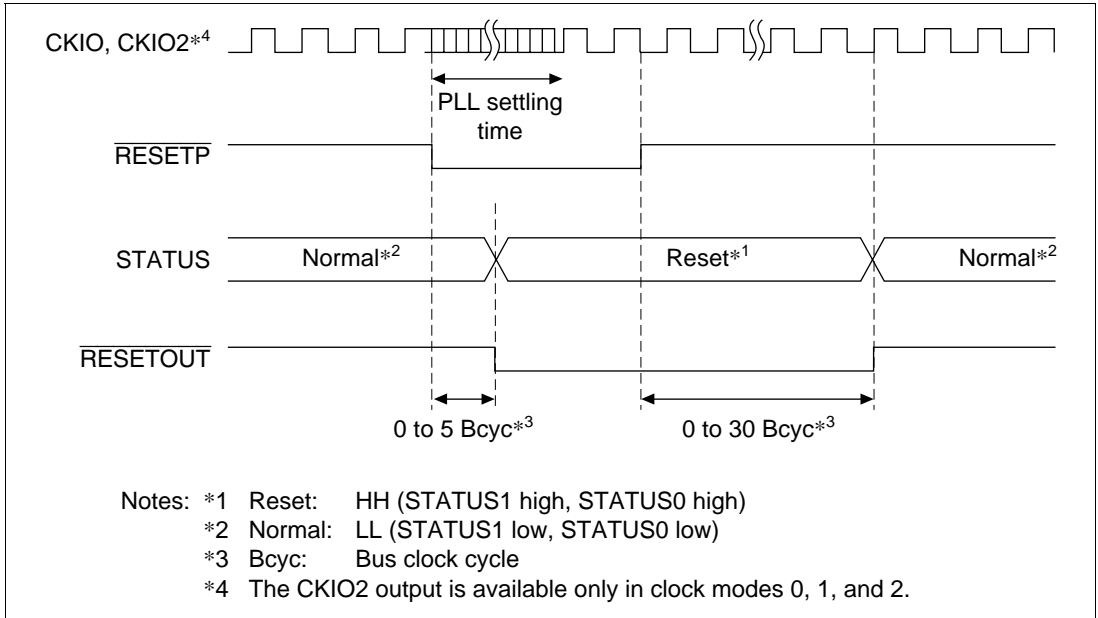 CKIO, CKIO2*4
PLL settling
time
RESETP
STATUS
Normal*2
Reset*1
Normal*2
RESETOUT
0 to 5 Bcyc*3
0 to 30 Bcyc*3
Notes: *1 Reset: HH (STATUS1 high, STATUS0 high)
*2 Normal: LL (STATUS1 low, STATUS0 low)
*3 Bcyc: Bus clock cycle
*4 The CKIO2 output is available only in clock modes 0, 1, and 2.